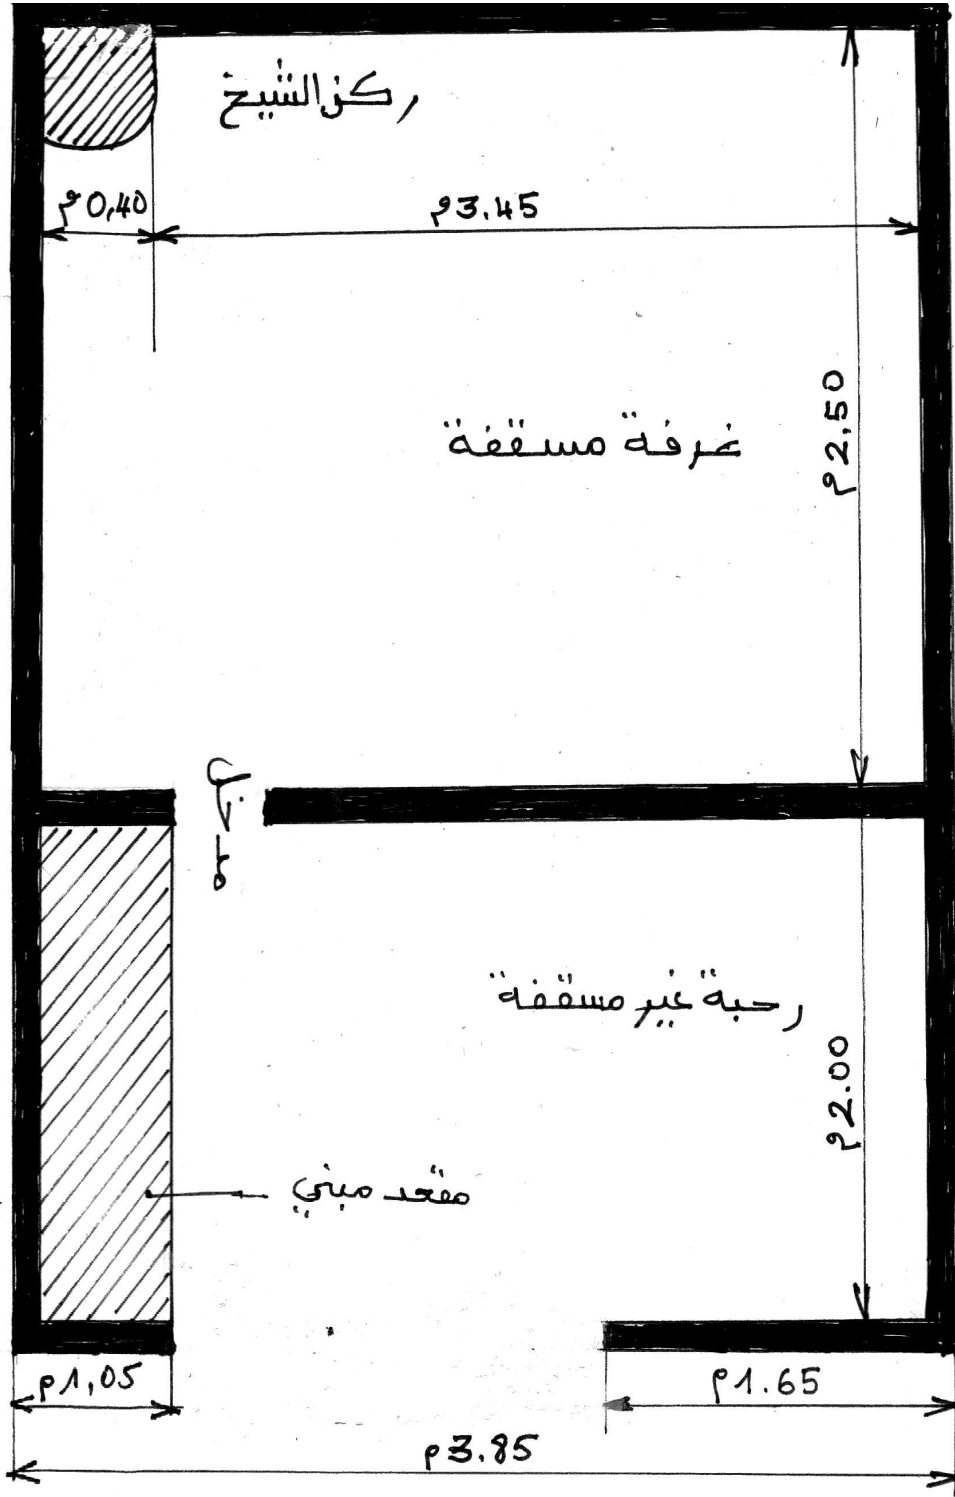 ركن الشيخ
0,40م
3.45م
غرفة مسقفة
2,50م
مدخل
رحبة غير مسقفة
2.00م
مقعد مبني
1,05م
1.65م
3.85م